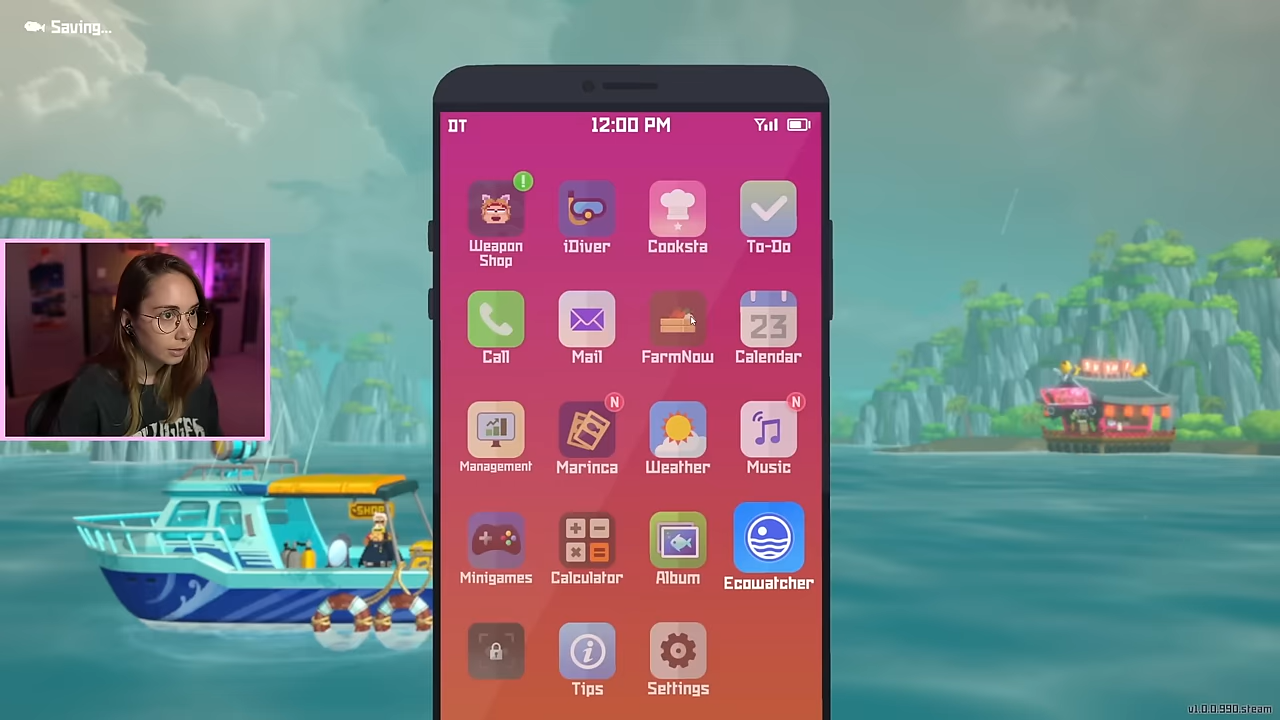 Saving...
DT
12:00 PM
!
Weapon
Shop
iDiver
Cooksta
To-Do
23
Call
Mail
FarmNow
Calendar
N
N
Management
Marinca
Weather
Music
SHOP
Minigames
Calculator
Album
Ecowatcher
Tips
Settings
v1.0.0.990.steam